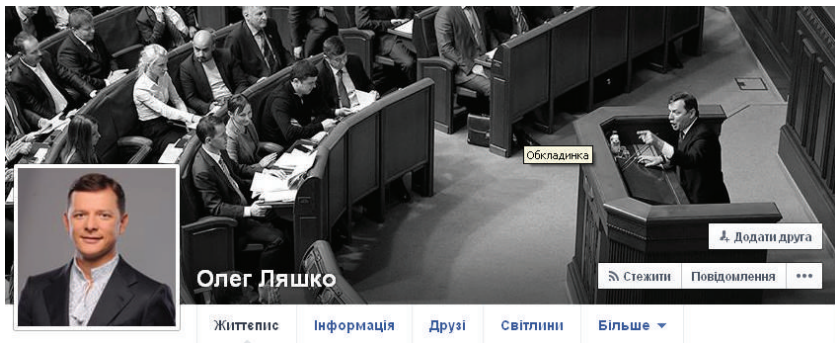 Обкладинка
Додати друга
Олег Ляшко
Стежити Повідомлення •••
Життєпис Інформація Друзі Світлини Більше